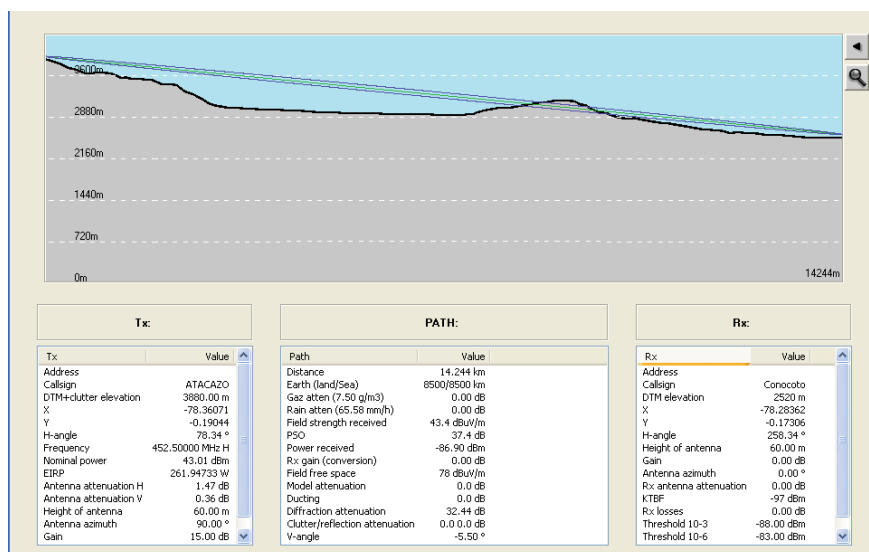 3600m
2880m
2160m
1440m
720m
0m
14244m
Tx:
PATH:
Rx:
Tx Value
Address
Callsign ATACAZO
DTM+clutter elevation 3880.00 m
X -78.36071
Y -0.19044
H-angle 78.34 °
Frequency 452.50000 MHz H
Nominal power 43.01 dBm
EIRP 261.94733 W
Antenna attenuation H 1.47 dB
Antenna attenuation V 0.36 dB
Height of antenna 60.00 m
Antenna azimuth 90.00 °
Gain 15.00 dB
Path Value
Distance 14.244 km
Earth (land/Sea) 8500/8500 km
Gaz atten (7.50 g/m3) 0.00 dB
Rain atten (65.58 mm/h) 0.00 dB
Field strength received 43.4 dBuV/m
PSO 37.4 dB
Power received -86.90 dBm
Rx gain (conversion) 0.00 dB
Field free space 78 dBuV/m
Model attenuation 0.0 dB
Ducting 0.0 dB
Diffraction attenuation 32.44 dB
Clutter/reflection attenuation 0.0 0.0 dB
V-angle -5.50 °
Rx Value
Address
Callsign Conocoto
DTM elevation 2520 m
X -78.28362
Y -0.17306
H-angle 258.34 °
Height of antenna 60.00 m
Gain 0.00 dB
Antenna azimuth 0.00 °
Rx antenna attenuation 0.00 dB
KTBF -97 dBm
Rx losses 0.00 dB
Threshold 10-3 -88.00 dBm
Threshold 10-6 -83.00 dBm